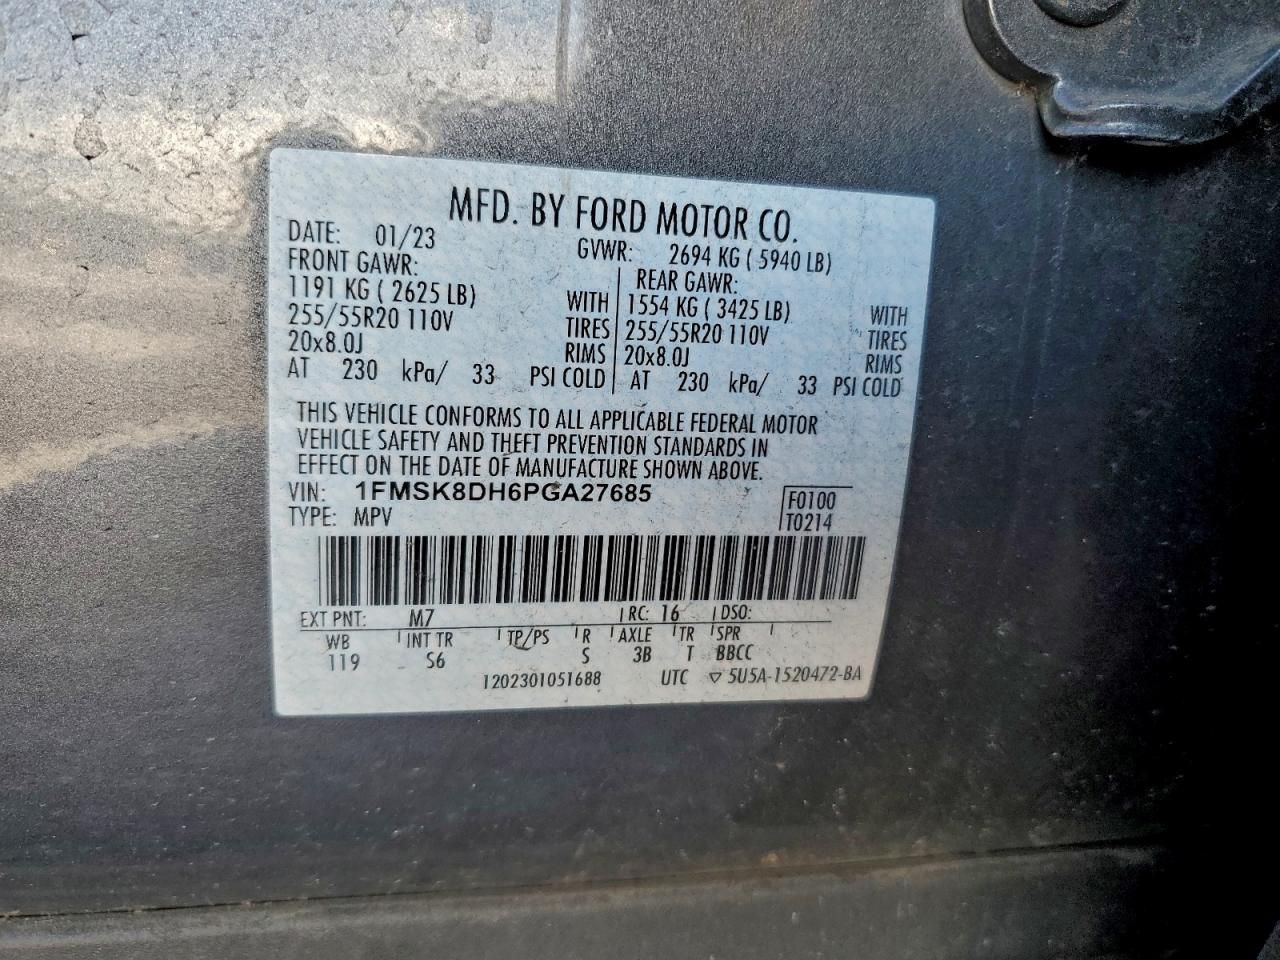 MFD. BY FORD MOTOR CO.
DATE: 01/23 GVWR: 2694 KG ( 5940 LB)
FRONT GAWR: REAR GAWR:
1191 KG ( 2625 LB) WITH 1554 KG ( 3425 LB) WITH
255/55R20 110V TIRES 255/55R20 110V TIRES
20x8.0J RIMS 20x8.0J RIMS
AT 230 kPa/ 33 PSI COLD AT 230 kPa/ 33 PSI COLD
THIS VEHICLE CONFORMS TO ALL APPLICABLE FEDERAL MOTOR
VEHICLE SAFETY AND THEFT PREVENTION STANDARDS IN
EFFECT ON THE DATE OF MANUFACTURE SHOWN ABOVE.
VIN: 1FMSK8DH6PGA27685 F0100
TYPE: MPV T0214
EXT PNT: M7 RC: 16 DSO:
WB INT TR TP/PS R AXLE TR SPR
119 S6 S 3B T BBCC
1202301051688 UTC ▽ 5U5A-1520472-BA